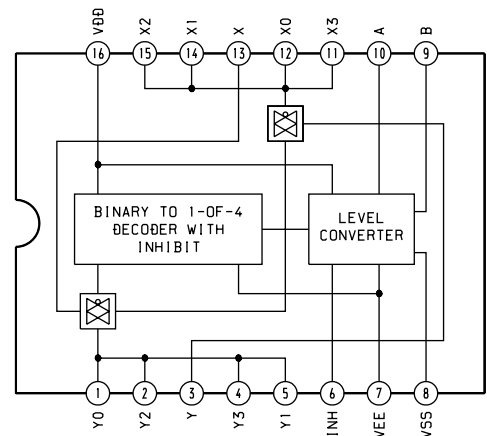 VDD X2 X1 X X0 X3 A B
16 15 14 13 12 11 10 9
BINARY TO 1-OF-4
DECODER WITH
INHIBIT
LEVEL
CONVERTER
1 2 3 4 5 6 7 8
Y0 Y2 Y Y3 Y1 INH VEE VSS